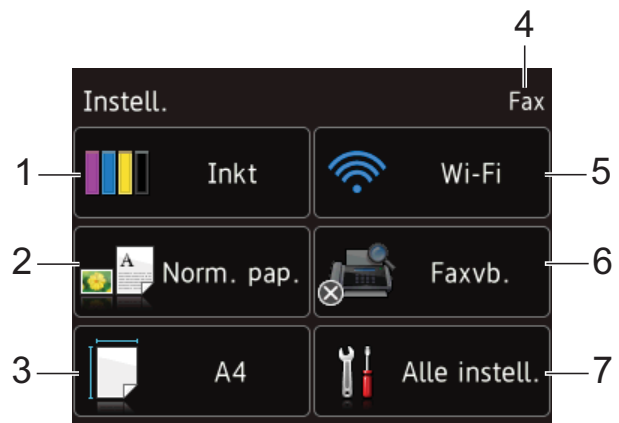 4
Instell. Fax
1 Inkt Wi-Fi 5
2 A Norm. pap. Faxvb. 6
3 A4 Alle instell. 7